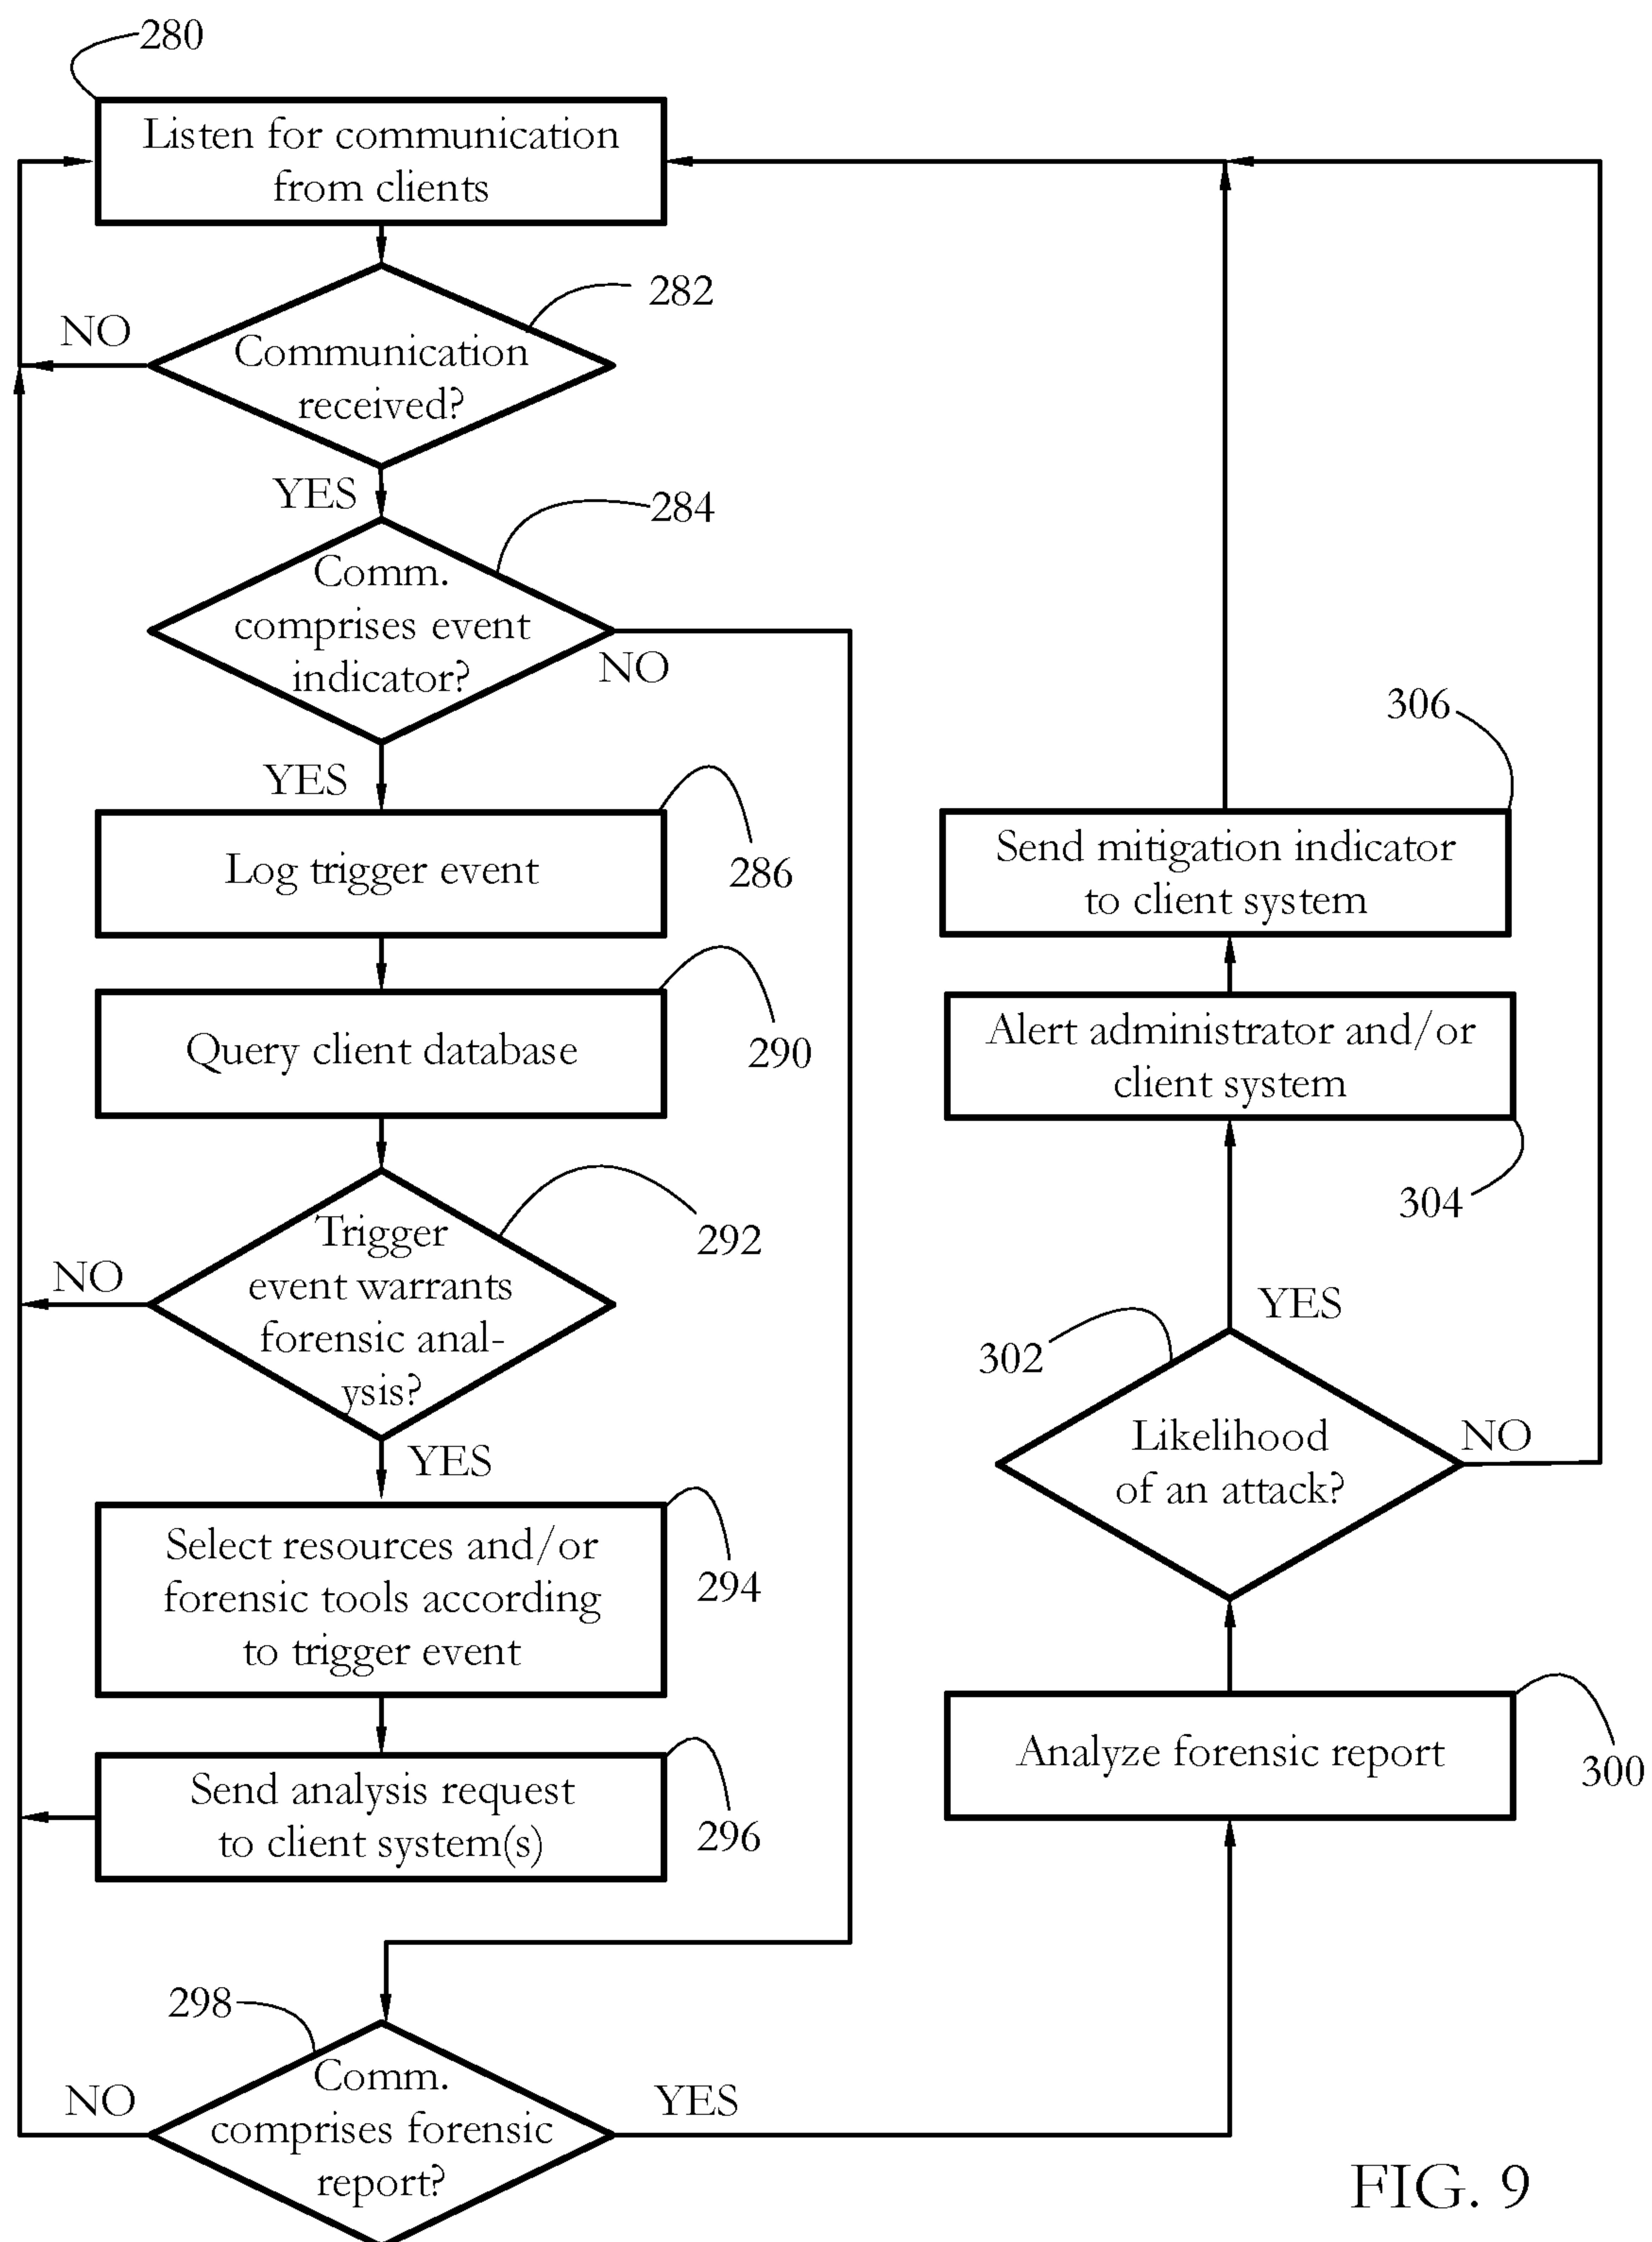 280
Listen for communication
from clients
282
NO
Communication
received?
YES
284
Comm.
comprises event
indicator?
NO
YES
Log trigger event
286
Query client database
290
Trigger
event warrants
forensic anal-
ysis?
292
NO
YES
Select resources and/or
forensic tools according
to trigger event
294
Send analysis request
to client system(s)
296
298
Comm.
comprises forensic
report?
NO
YES
306
Send mitigation indicator
to client system
Alert administrator and/or
client system
304
YES
302
Likelihood
of an attack?
NO
Analyze forensic report
300
FIG. 9